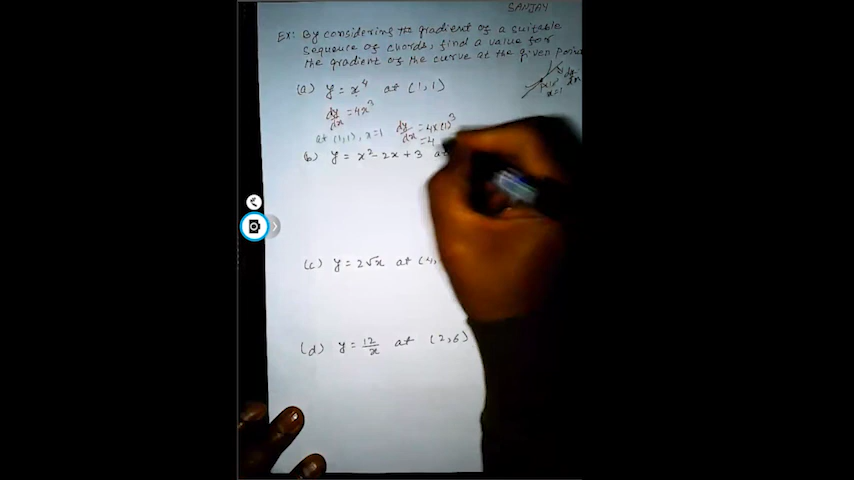 SANJAY
Ex: By considering the gradient of a suitable
sequence of chords, find a value for
the gradient of the curve at the given point
(a) y = x⁴ at (1,1)
dy/dx = 4x³
at (1,1), x=1 dy/dx = 4x(1)³
=4
(b) y = x² - 2x + 3 at
(c) y = 2√x at (4,
(d) y = 12/x at (2,6)